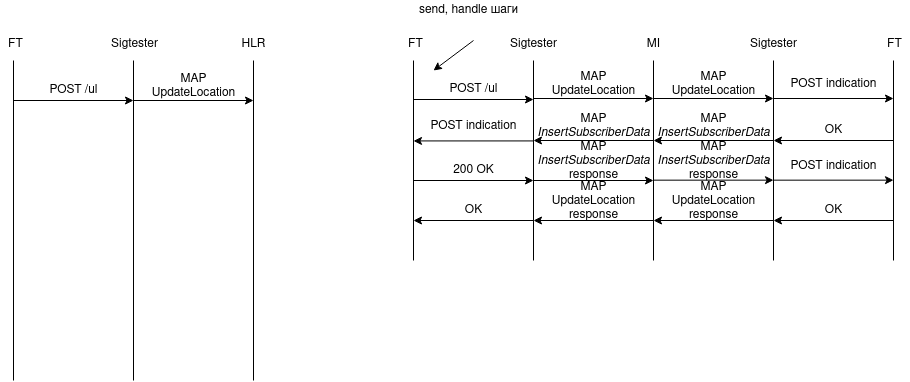 send, handle шаги
FT Sigtester HLR
POST /ul
MAP
UpdateLocation
FT Sigtester MI Sigtester FT
POST /ul
MAP
UpdateLocation
MAP
UpdateLocation
POST indication
POST indication
MAP
InsertSubscriberData
MAP
InsertSubscriberData
OK
200 OK
MAP
InsertSubscriberData
response
MAP
InsertSubscriberData
response
POST indication
OK
MAP
UpdateLocation
response
MAP
UpdateLocation
response
OK